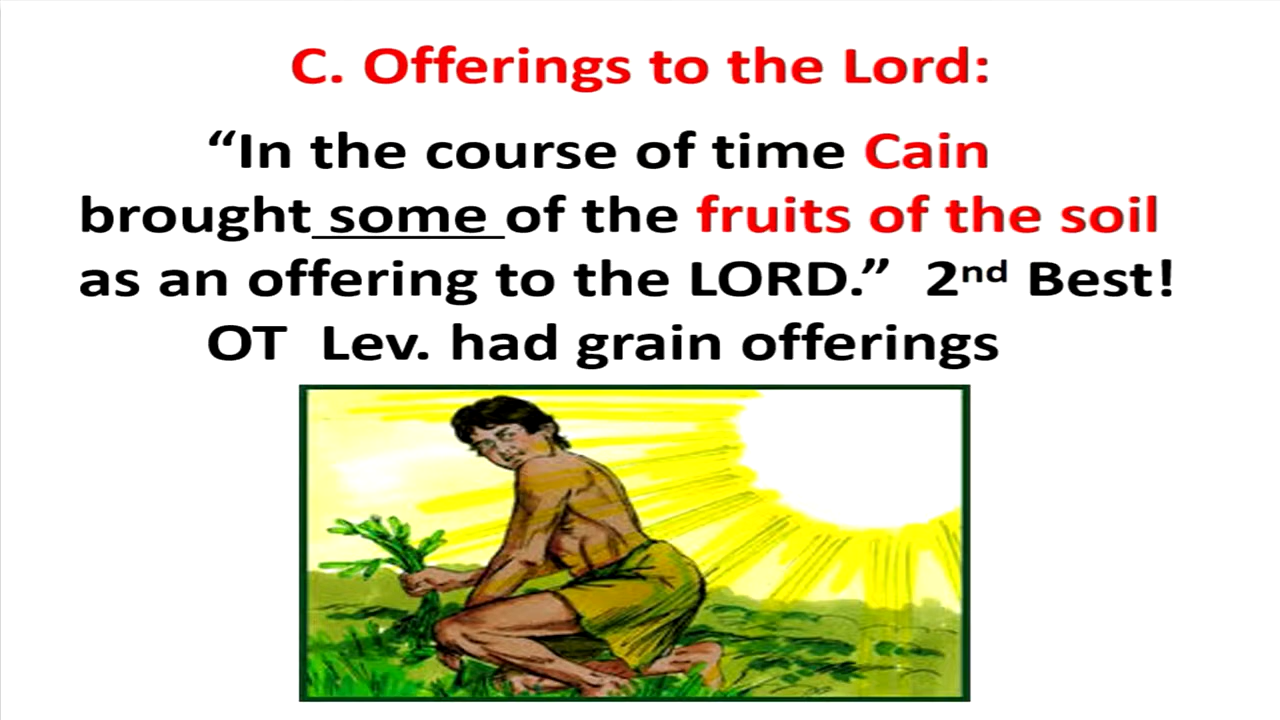 C. Offerings to the Lord:
“In the course of time Cain
brought some of the fruits of the soil
as an offering to the LORD.” 2nd Best!
OT Lev. had grain offerings